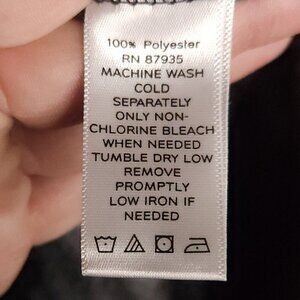 100% Polyester
RN 87935
MACHINE WASH
COLD
SEPARATELY
ONLY NON-
CHLORINE BLEACH
WHEN NEEDED
TUMBLE DRY LOW
REMOVE
PROMPTLY
LOW IRON IF
NEEDED